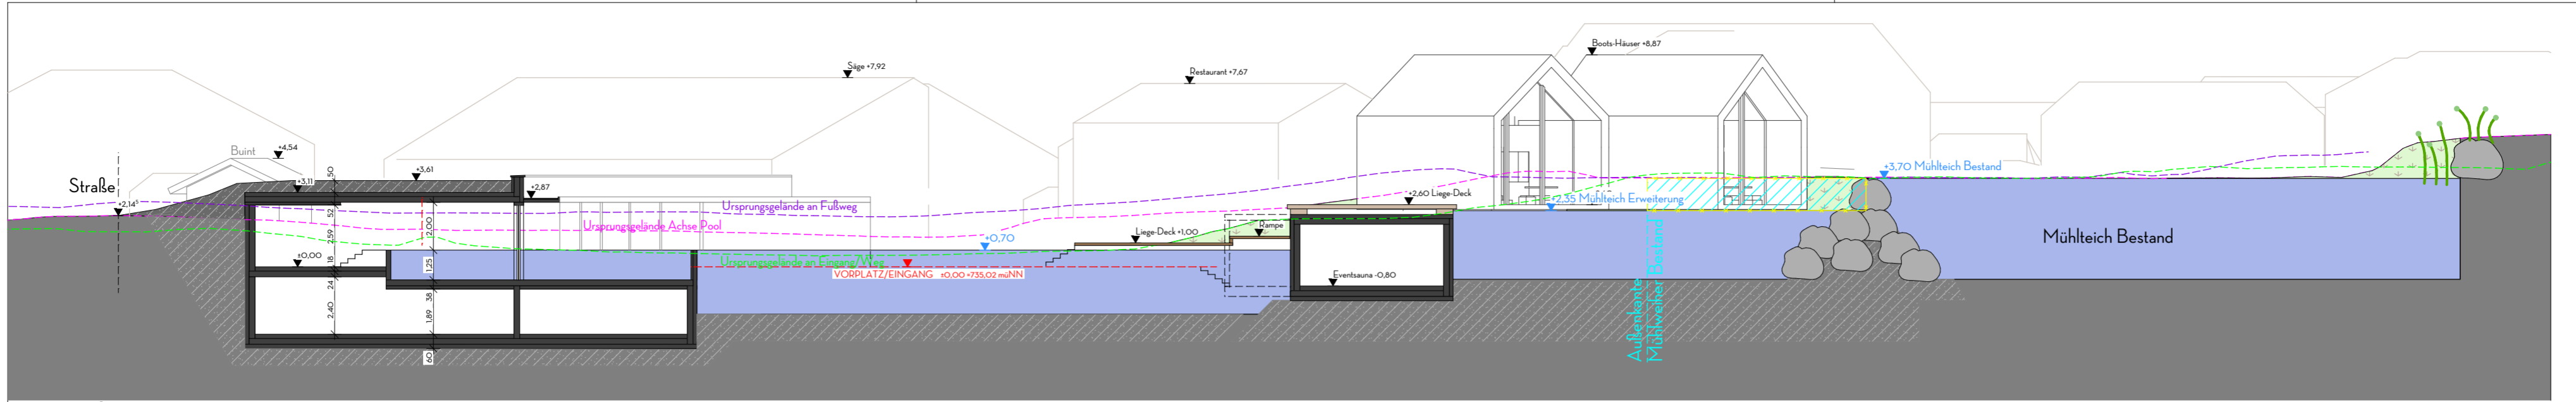 Boots-Häuser +8,87
Säge +7,92
Restaurant +7,67
Buint
+4,54
+3,11
+3,61
50
+2,87
Straße
+2,14⁵
52
2,59
18
24
2,40
2,00
1,25
38
1,89
60
±0,00
Ursprungsgelände an Fußweg
Ursprungsgelände Achse Pool
Ursprungsgelände an Eingang/Weg
VORPLATZ/EINGANG ±0,00 =735,02 müNN
+0,70
Liege-Deck +1,00
Rampe
Eventsauna -0,80
+2,60 Liege-Deck
+2,35 Mühlteich Erweiterung
Außenkante
Mühlweiher Bestand
+3,70 Mühlteich Bestand
Mühlteich Bestand